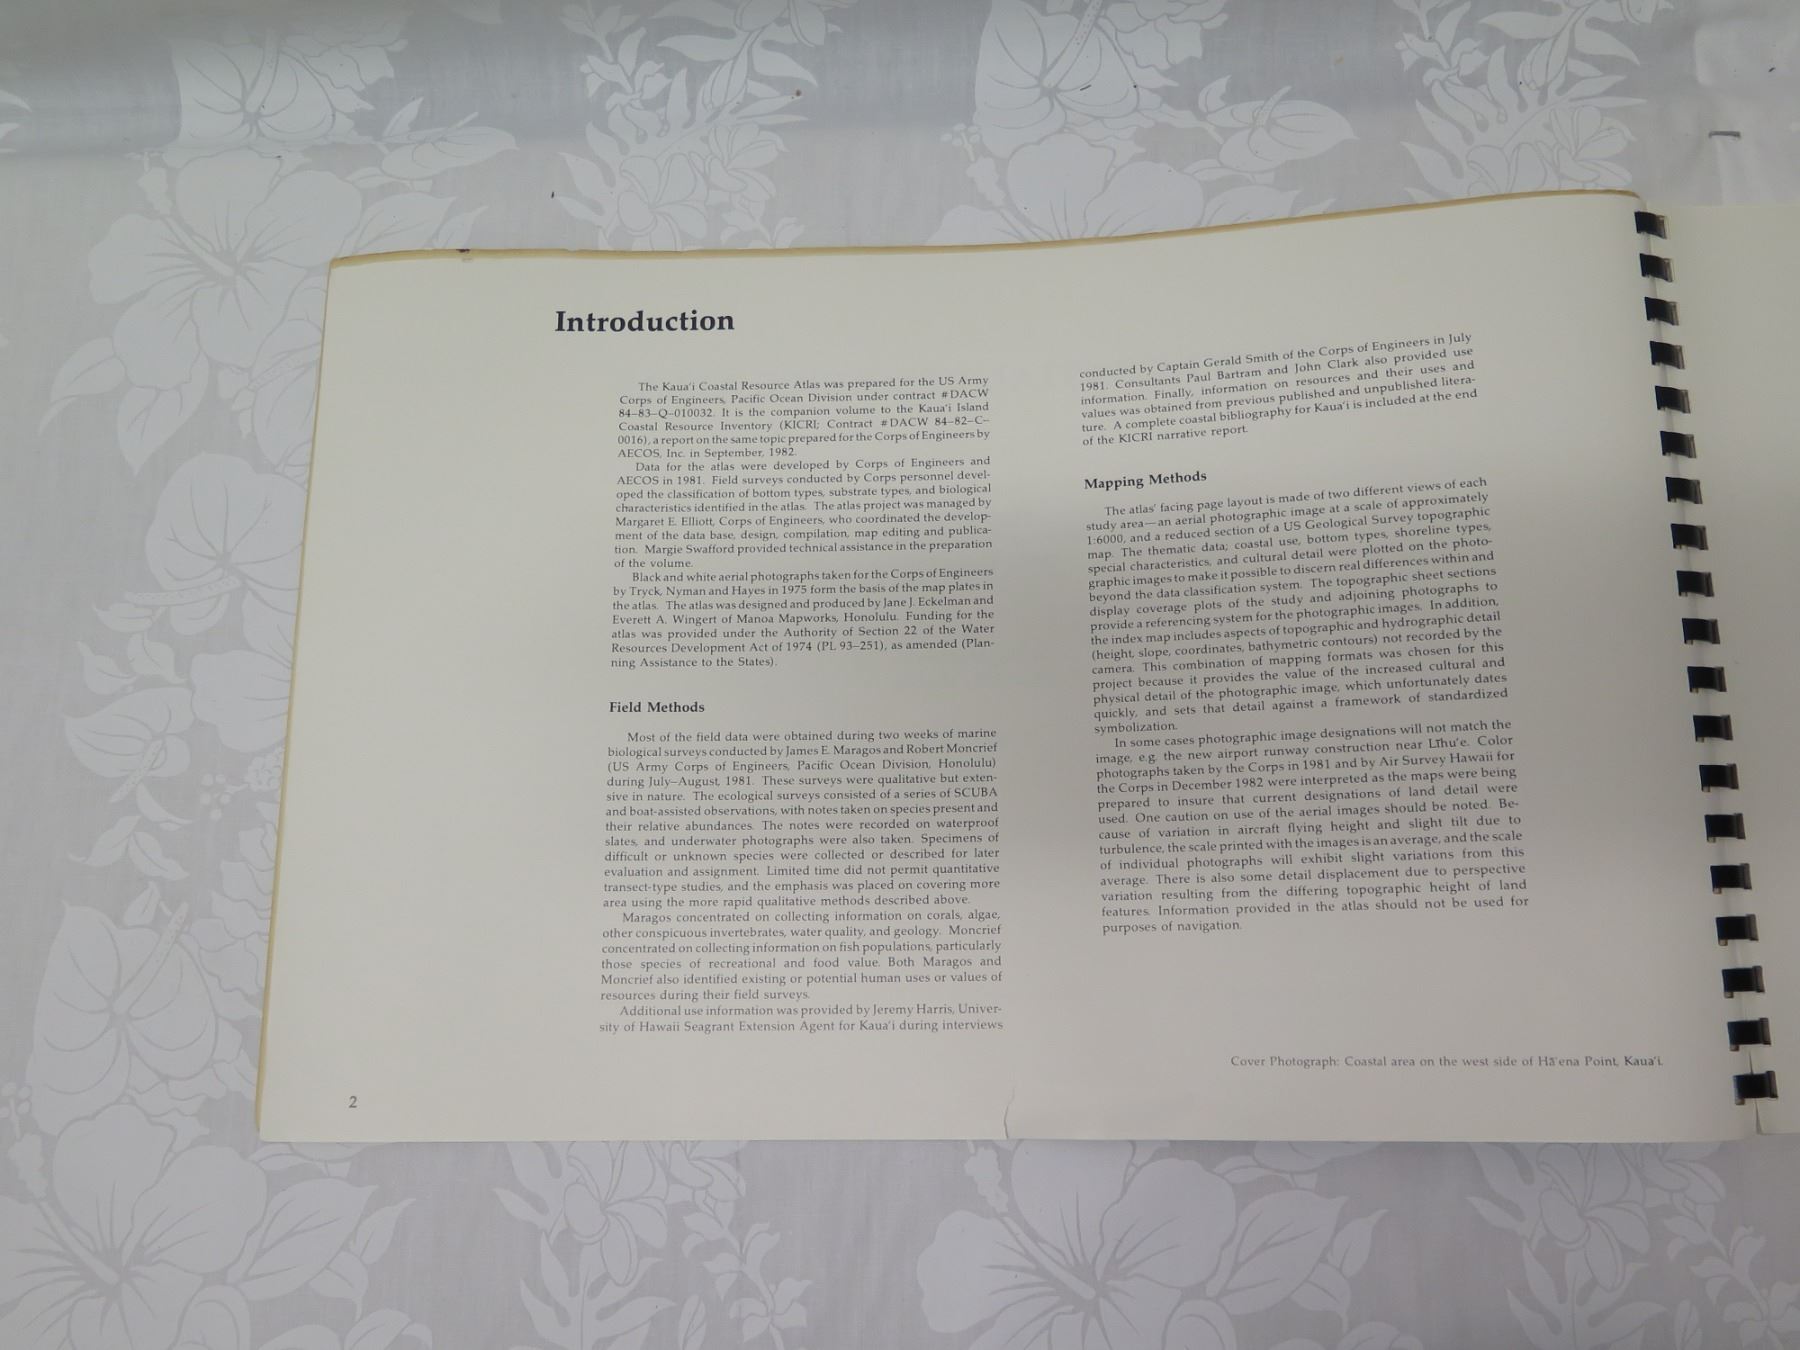 Introduction
The Kaua'i Coastal Resource Atlas was prepared for the US Army
Corps of Engineers, Pacific Ocean Division under contract #DACW
84–83–Q–010032. It is the companion volume to the Kaua'i Island
Coastal Resource Inventory (KICRI; Contract #DACW 84–82–C–
0016), a report on the same topic prepared for the Corps of Engineers by
AECOS, Inc. in September, 1982.
Data for the atlas were developed by Corps of Engineers and
AECOS in 1981. Field surveys conducted by Corps personnel devel-
oped the classification of bottom types, substrate types, and biological
characteristics identified in the atlas. The atlas project was managed by
Margaret E. Elliott, Corps of Engineers, who coordinated the develop-
ment of the data base, design, compilation, map editing and publica-
tion. Margie Swafford provided technical assistance in the preparation
of the volume.
Black and white aerial photographs taken for the Corps of Engineers
by Tryck, Nyman and Hayes in 1975 form the basis of the map plates in
the atlas. The atlas was designed and produced by Jane J. Eckelman and
Everett A. Wingert of Manoa Mapworks, Honolulu. Funding for the
atlas was provided under the Authority of Section 22 of the Water
Resources Development Act of 1974 (PL 93–251), as amended (Plan-
ning Assistance to the States).
Field Methods
Most of the field data were obtained during two weeks of marine
biological surveys conducted by James E. Maragos and Robert Moncrief
(US Army Corps of Engineers, Pacific Ocean Division, Honolulu)
during July–August, 1981. These surveys were qualitative but exten-
sive in nature. The ecological surveys consisted of a series of SCUBA
and boat-assisted observations, with notes taken on species present and
their relative abundances. The notes were recorded on waterproof
slates, and underwater photographs were also taken. Specimens of
difficult or unknown species were collected or described for later
evaluation and assignment. Limited time did not permit quantitative
transect-type studies, and the emphasis was placed on covering more
area using the more rapid qualitative methods described above.
Maragos concentrated on collecting information on corals, algae,
other conspicuous invertebrates, water quality, and geology. Moncrief
concentrated on collecting information on fish populations, particularly
those species of recreational and food value. Both Maragos and
Moncrief also identified existing or potential human uses or values of
resources during their field surveys.
Additional use information was provided by Jeremy Harris, Univer-
sity of Hawaii Seagrant Extension Agent for Kaua'i during interviews
conducted by Captain Gerald Smith of the Corps of Engineers in July
1981. Consultants Paul Bartram and John Clark also provided use
information. Finally, information on resources and their uses and
values was obtained from previous published and unpublished litera-
ture. A complete coastal bibliography for Kaua'i is included at the end
of the KICRI narrative report.
Mapping Methods
The atlas' facing page layout is made of two different views of each
study area—an aerial photographic image at a scale of approximately
1:6000, and a reduced section of a US Geological Survey topographic
map. The thematic data; coastal use, bottom types, shoreline types,
special characteristics, and cultural detail were plotted on the photo-
graphic images to make it possible to discern real differences within and
beyond the data classification system. The topographic sheet sections
display coverage plots of the study and adjoining photographs to
provide a referencing system for the photographic images. In addition,
the index map includes aspects of topographic and hydrographic detail
(height, slope, coordinates, bathymetric contours) not recorded by the
camera. This combination of mapping formats was chosen for this
project because it provides the value of the increased cultural and
physical detail of the photographic image, which unfortunately dates
quickly, and sets that detail against a framework of standardized
symbolization.
In some cases photographic image designations will not match the
image, e.g. the new airport runway construction near Līhu'e. Color
photographs taken by the Corps in 1981 and by Air Survey Hawaii for
the Corps in December 1982 were interpreted as the maps were being
prepared to insure that current designations of land detail were
used. One caution on use of the aerial images should be noted. Be-
cause of variation in aircraft flying height and slight tilt due to
turbulence, the scale printed with the images is an average, and the scale
of individual photographs will exhibit slight variations from this
average. There is also some detail displacement due to perspective
variation resulting from the differing topographic height of land
features. Information provided in the atlas should not be used for
purposes of navigation.
Cover Photograph: Coastal area on the west side of Hā'ena Point, Kaua'i.
2